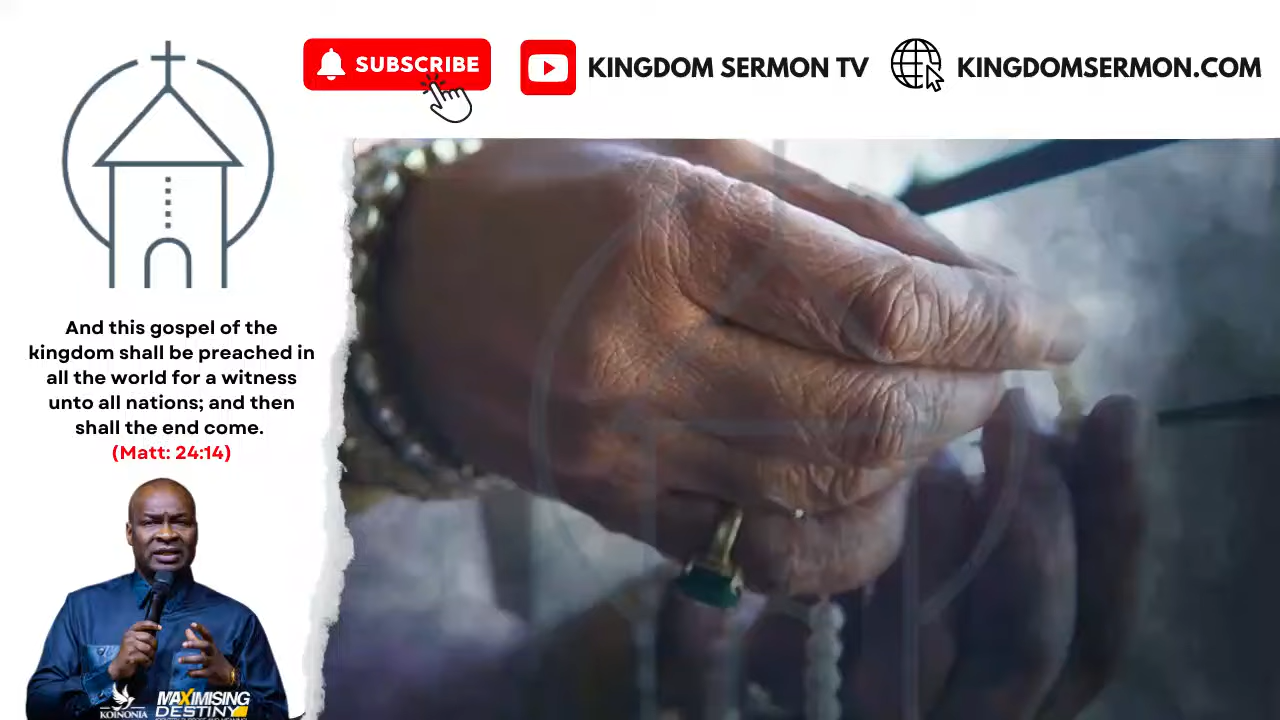 SUBSCRIBE
KINGDOM SERMON TV
KINGDOMSERMON.COM
And this gospel of the
kingdom shall be preached in
all the world for a witness
unto all nations; and then
shall the end come.
(Matt: 24:14)
KOINONIA
MAXIMISING
DESTINY